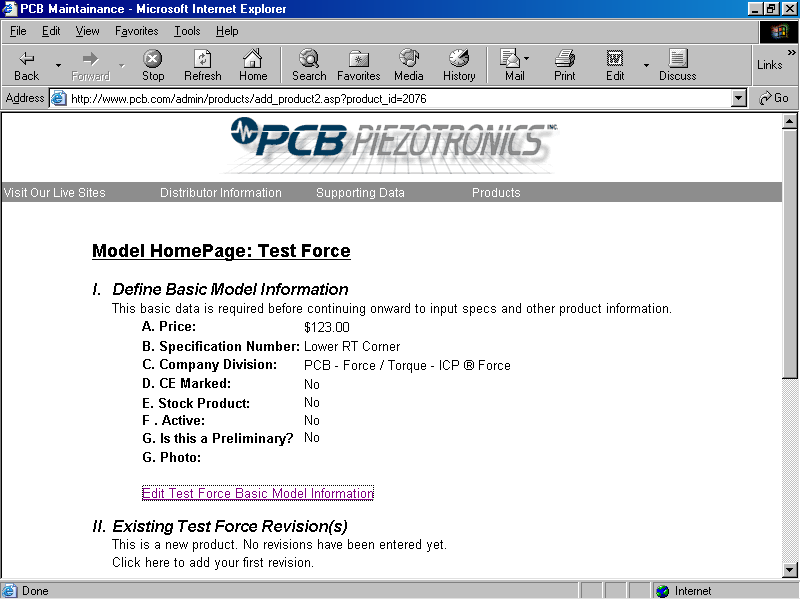 PCB Maintainance - Microsoft Internet Explorer
File Edit View Favorites Tools Help
Back Forward Stop Refresh Home Search Favorites Media History Mail Print Edit Discuss Links »
Address http://www.pcb.com/admin/products/add_product2.asp?product_id=2076 Go
PCB PIEZOTRONICS INC.
Visit Our Live Sites Distributor Information Supporting Data Products
Model HomePage: Test Force
I. Define Basic Model Information
This basic data is required before continuing onward to input specs and other product information.
A. Price: $123.00
B. Specification Number: Lower RT Corner
C. Company Division: PCB - Force / Torque - ICP ® Force
D. CE Marked: No
E. Stock Product: No
F . Active: No
G. Is this a Preliminary? No
G. Photo:
Edit Test Force Basic Model Information
II. Existing Test Force Revision(s)
This is a new product. No revisions have been entered yet.
Click here to add your first revision.
Done Internet